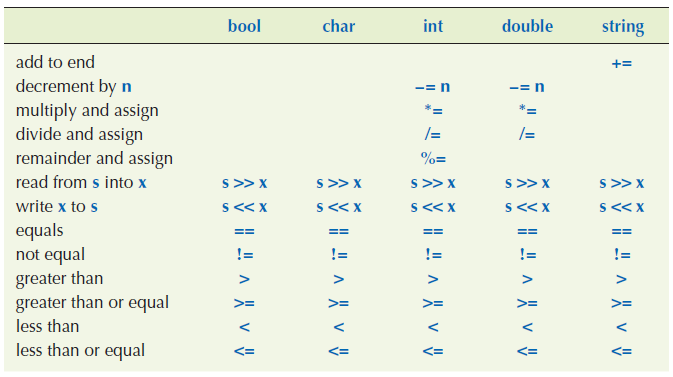 bool char int double string
add to end +=
decrement by n −= n −= n
multiply and assign *= *=
divide and assign /= /=
remainder and assign %=
read from s into x s >> x s >> x s >> x s >> x s >> x
write x to s s << x s << x s << x s << x s << x
equals == == == == ==
not equal != != != != !=
greater than > > > > >
greater than or equal >= >= >= >= >=
less than < < < < <
less than or equal <= <= <= <= <=